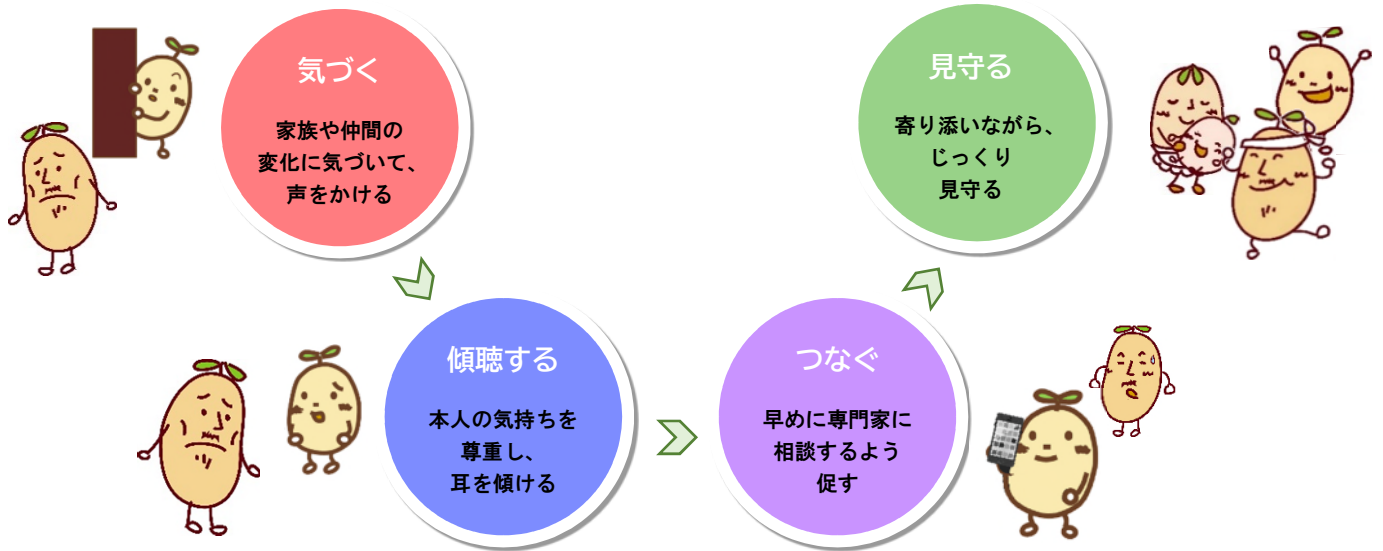 気づく
家族や仲間の
変化に気づいて、
声をかける
傾聴する
本人の気持ちを
尊重し、
耳を傾ける
つなぐ
早めに専門家に
相談するよう
促す
見守る
寄り添いながら、
じっくり
見守る